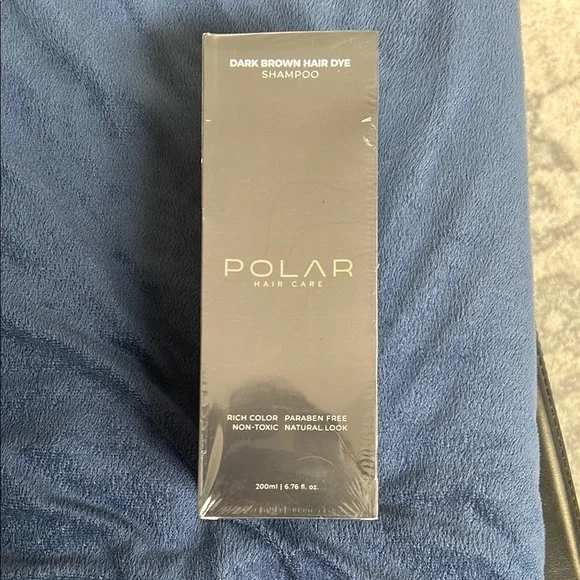 DARK BROWN HAIR DYE
SHAMPOO
POLAR
HAIR CARE
RICH COLOR PARABEN FREE
NON-TOXIC NATURAL LOOK
200ml | 6.76 fl. oz.